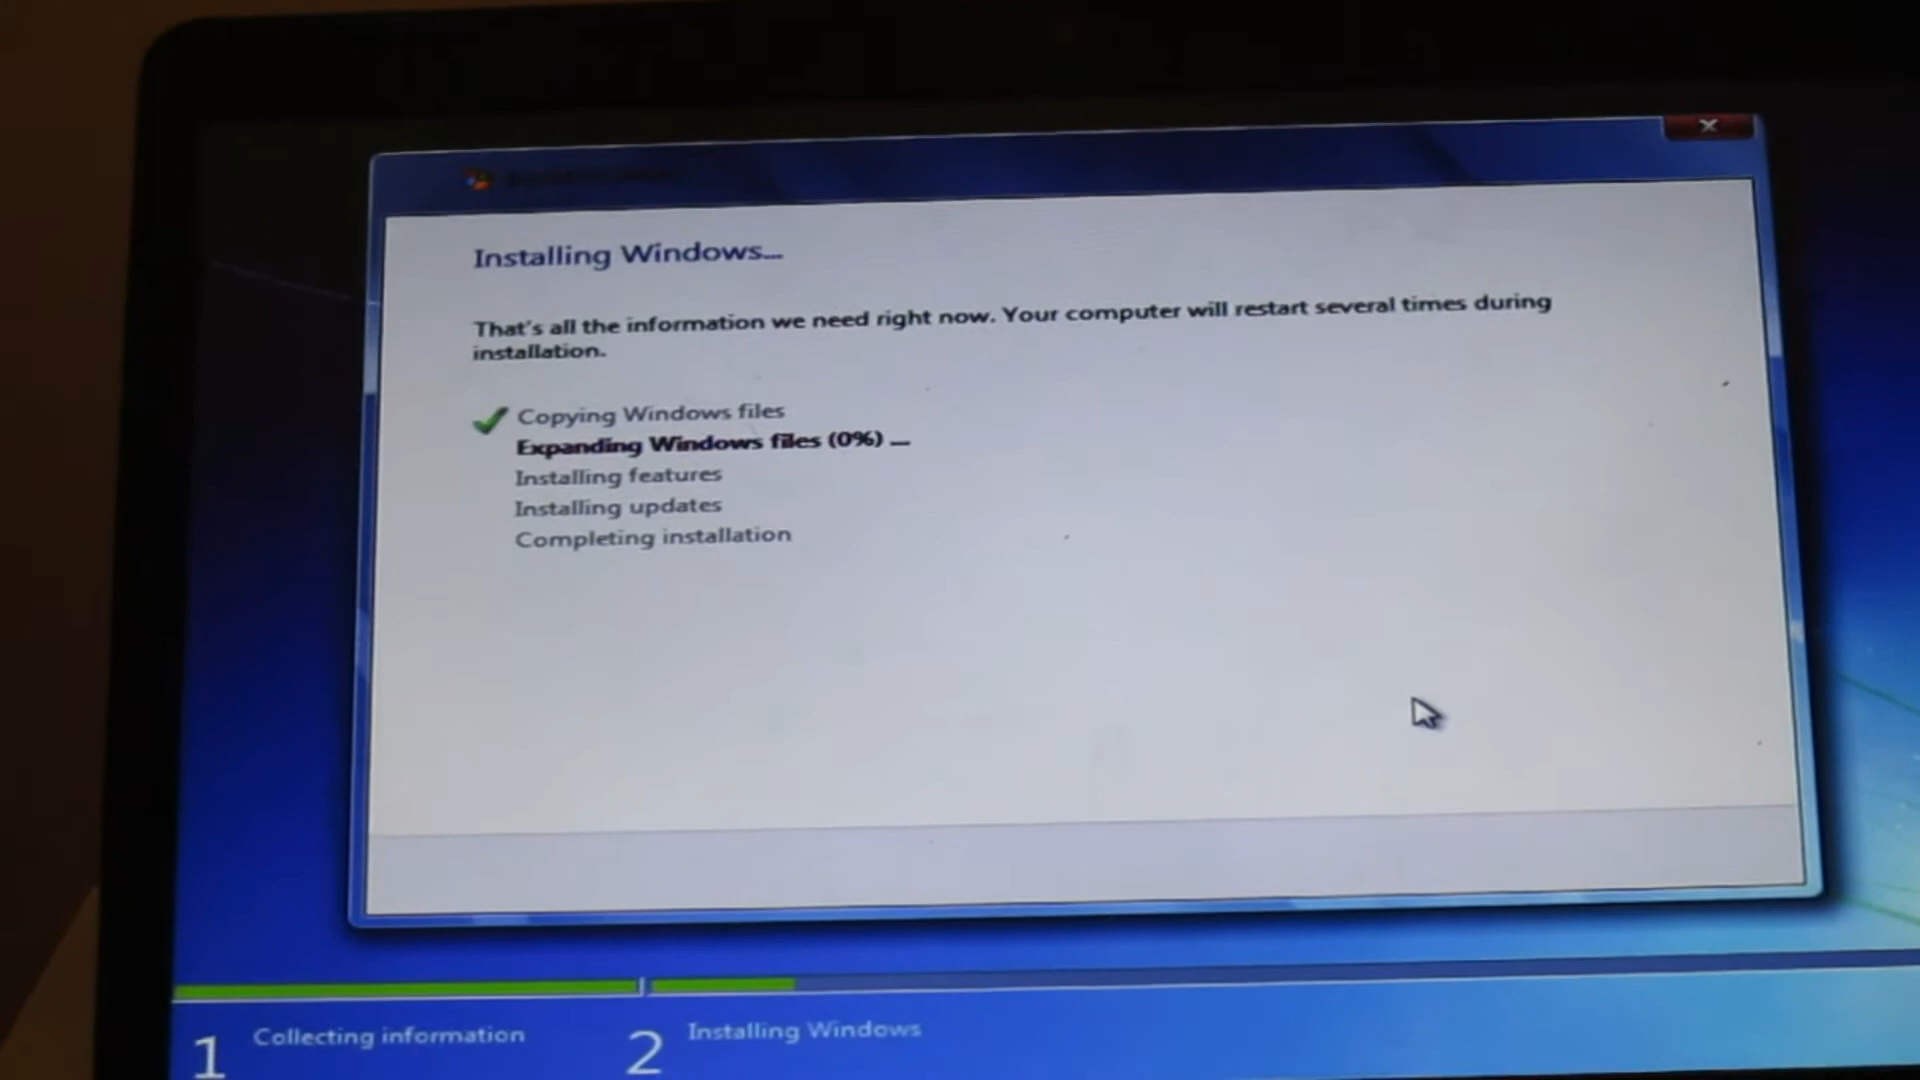 Installing Windows...
That's all the information we need right now. Your computer will restart several times during
installation.
Copying Windows files
Expanding Windows files (0%) ...
Installing features
Installing updates
Completing installation
1 Collecting information
2 Installing Windows